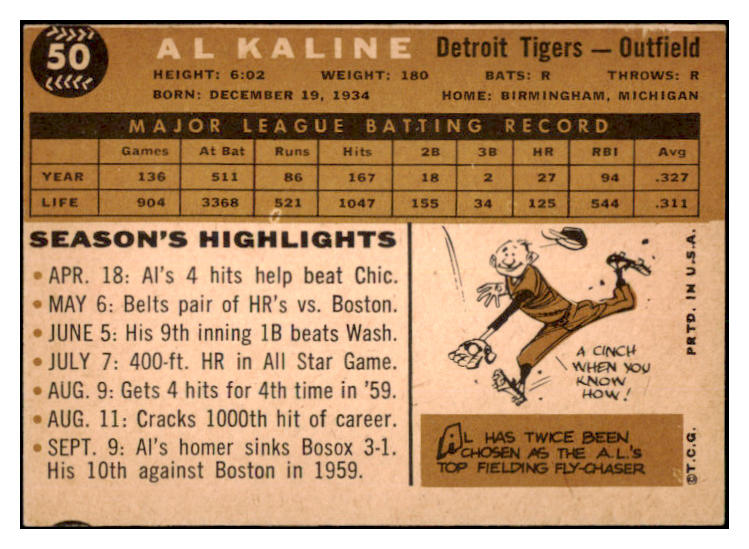 50
AL KALINE Detroit Tigers — Outfield
HEIGHT: 6:02 WEIGHT: 180 BATS: R THROWS: R
BORN: DECEMBER 19, 1934 HOME: BIRMINGHAM, MICHIGAN
MAJOR LEAGUE BATTING RECORD
Games At Bat Runs Hits 2B 3B HR RBI Avg
YEAR 136 511 86 167 18 2 27 94 .327
LIFE 904 3368 521 1047 155 34 125 544 .311
SEASON'S HIGHLIGHTS
• APR. 18: Al's 4 hits help beat Chic.
• MAY 6: Belts pair of HR's vs. Boston.
• JUNE 5: His 9th inning 1B beats Wash.
• JULY 7: 400-ft. HR in All Star Game.
• AUG. 9: Gets 4 hits for 4th time in '59.
• AUG. 11: Cracks 1000th hit of career.
• SEPT. 9: Al's homer sinks Bosox 3-1.
His 10th against Boston in 1959.
A CINCH
WHEN YOU
KNOW
HOW!
AL HAS TWICE BEEN
CHOSEN AS THE A.L.'S
TOP FIELDING FLY-CHASER
©T.C.G. PRTD. IN U.S.A.